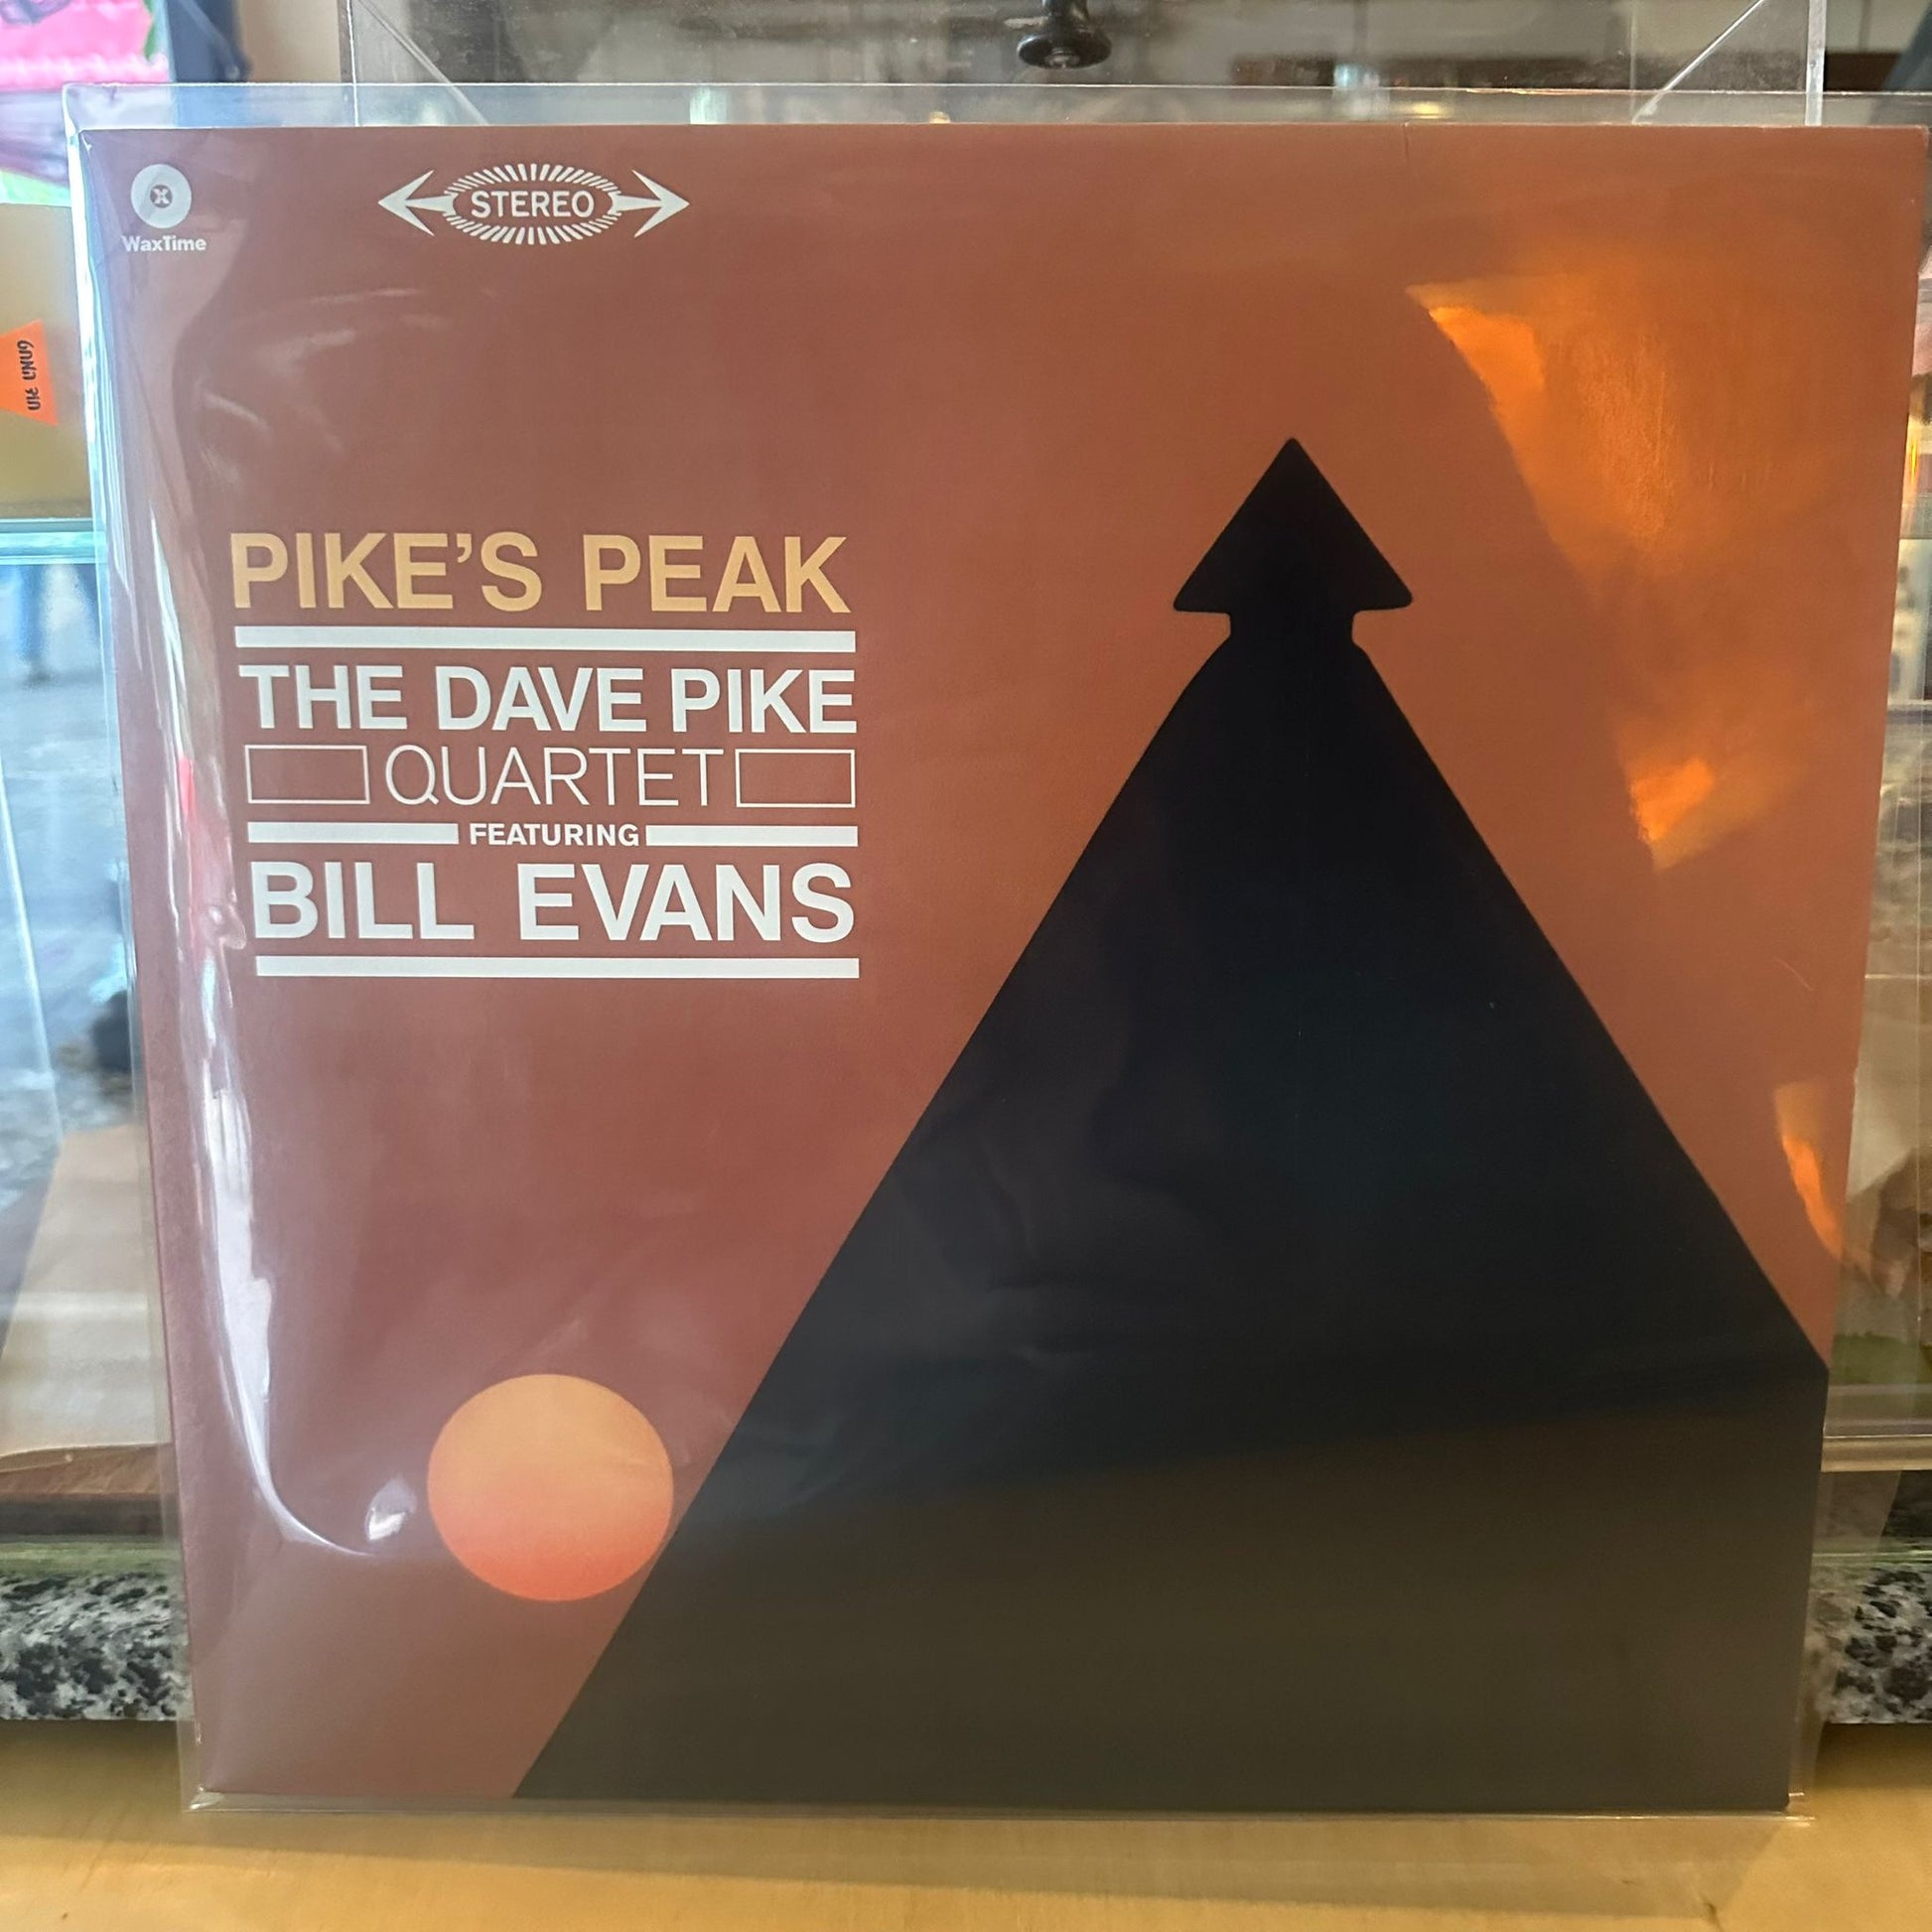 WaxTime
STEREO
PIKE'S PEAK
THE DAVE PIKE
QUARTET
FEATURING
BILL EVANS